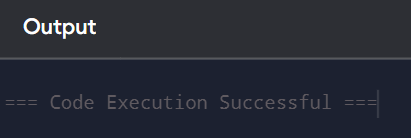 Output
=== Code Execution Successful ===